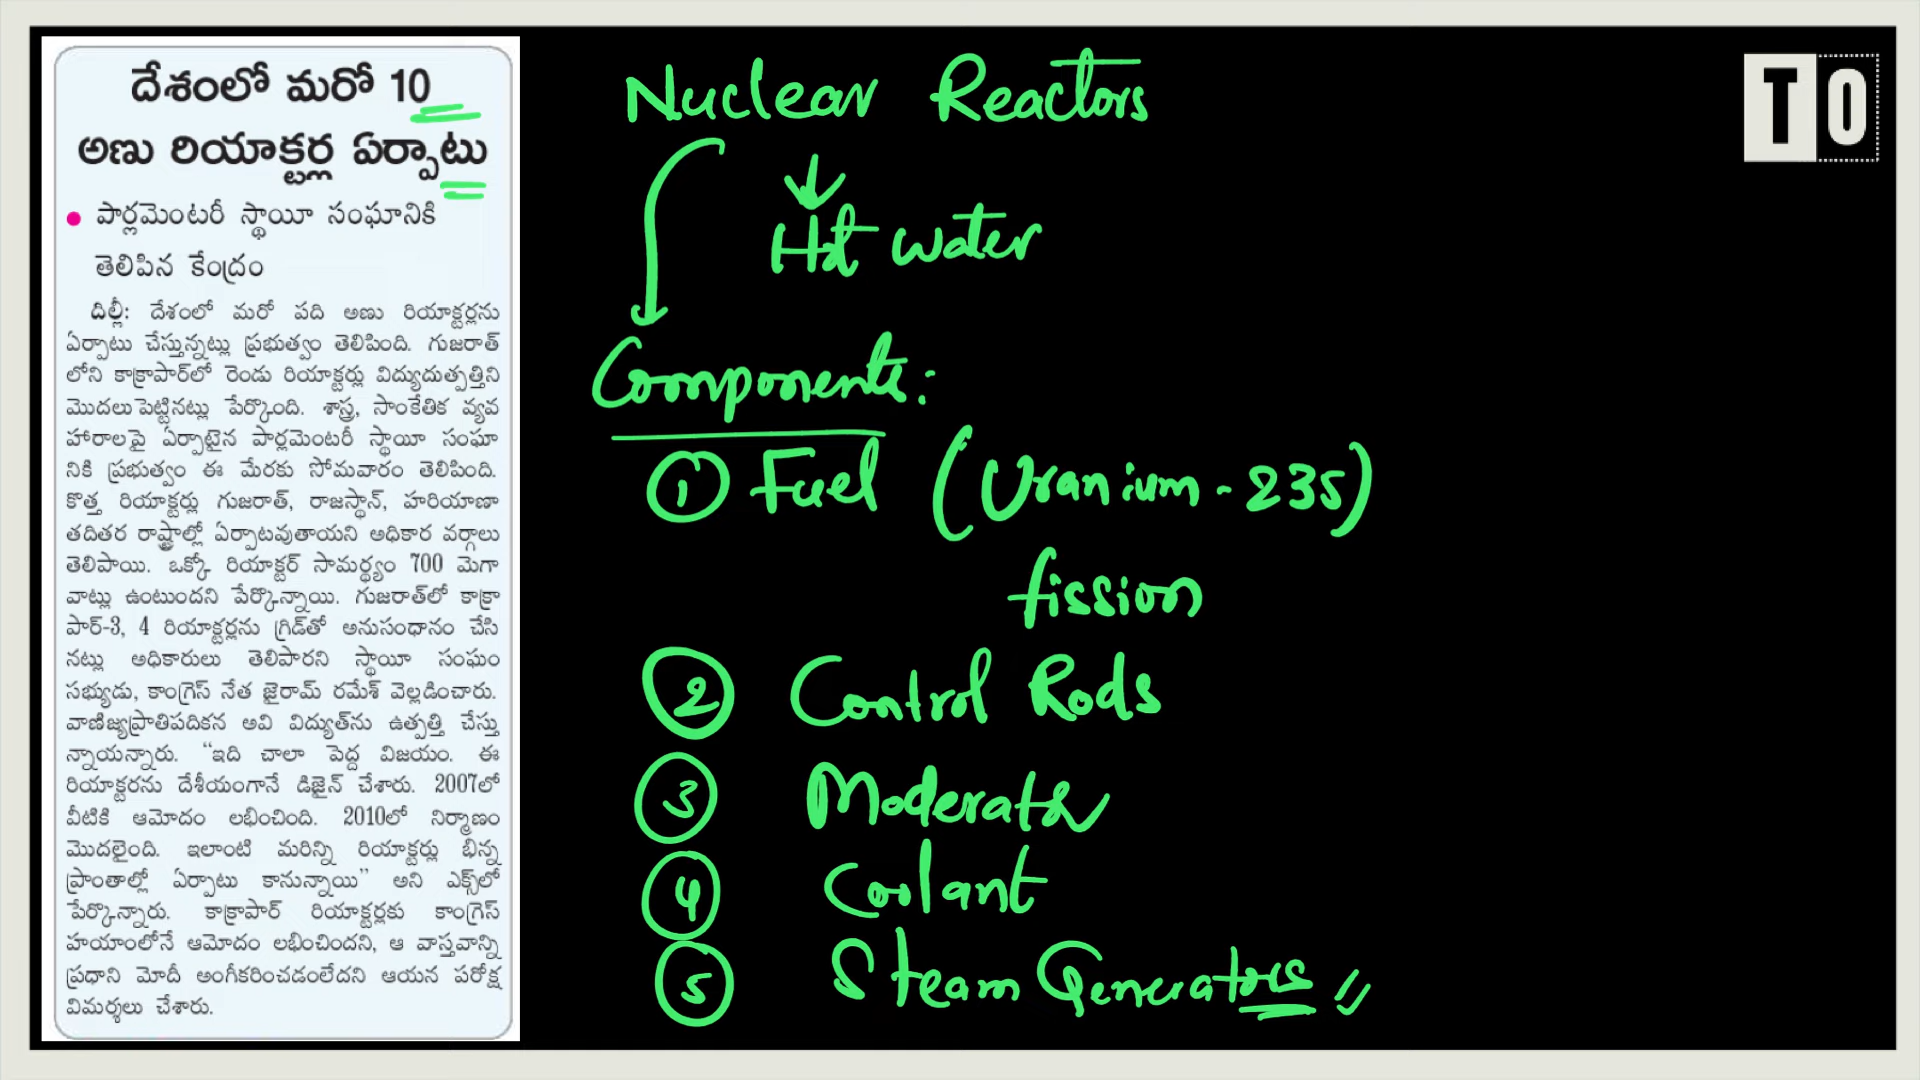 దేశంలో మరో 10
అణు రియాక్టర్ల ఏర్పాటు
• పార్లమెంటరీ స్థాయీ సంఘానికి
తెలిపిన కేంద్రం
దిల్లీ: దేశంలో మరో పది అణు రియాక్టర్లను
ఏర్పాటు చేస్తున్నట్లు ప్రభుత్వం తెలిపింది. గుజరాత్
లోని కాక్రాపార్‌లో రెండు రియాక్టర్లు విద్యుదుత్పత్తిని
మొదలుపెట్టినట్లు పేర్కొంది. శాస్త్ర, సాంకేతిక వ్యవ
హారాలపై ఏర్పాటైన పార్లమెంటరీ స్థాయీ సంఘా
నికి ప్రభుత్వం ఈ మేరకు సోమవారం తెలిపింది.
కొత్త రియాక్టర్లు గుజరాత్, రాజస్థాన్, హరియాణా
తదితర రాష్ట్రాల్లో ఏర్పాటవుతాయని అధికార వర్గాలు
తెలిపాయి. ఒక్కో రియాక్టర్ సామర్థ్యం 700 మెగా
వాట్లు ఉంటుందని పేర్కొన్నాయి. గుజరాత్‌లో కాక్రా
పార్-3, 4 రియాక్టర్లను గ్రిడ్‌తో అనుసంధానం చేసి
నట్లు అధికారులు తెలిపారని స్థాయీ సంఘం
సభ్యుడు, కాంగ్రెస్ నేత జైరామ్ రమేశ్ వెల్లడించారు.
వాణిజ్యప్రాతిపదికన అవి విద్యుత్‌ను ఉత్పత్తి చేస్తు
న్నాయన్నారు. “ఇది చాలా పెద్ద విజయం. ఈ
రియాక్టరను దేశీయంగానే డిజైన్ చేశారు. 2007లో
వీటికి ఆమోదం లభించింది. 2010లో నిర్మాణం
మొదలైంది. ఇలాంటి మరిన్ని రియాక్టర్లు భిన్న
ప్రాంతాల్లో ఏర్పాటు కానున్నాయి” అని ఎక్స్‌లో
పేర్కొన్నారు. కాక్రాపార్ రియాక్టర్లకు కాంగ్రెస్
హయాంలోనే ఆమోదం లభించిందని, ఆ వాస్తవాన్ని
ప్రధాని మోదీ అంగీకరించడంలేదని ఆయన పరోక్ష
విమర్శలు చేశారు.
Nuclear Reactors
Hot water
Components:
1 Fuel (Uranium-235)
fission
2 Control Rods
3 Moderator
4 Coolant
5 Steam Generators
TO